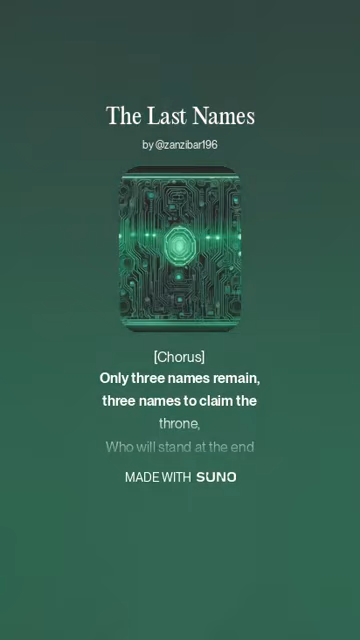 The Last Names
by @zanzibar196
[Chorus]
Only three names remain,
three names to claim the
throne,
Who will stand at the end
MADE WITH SUNO